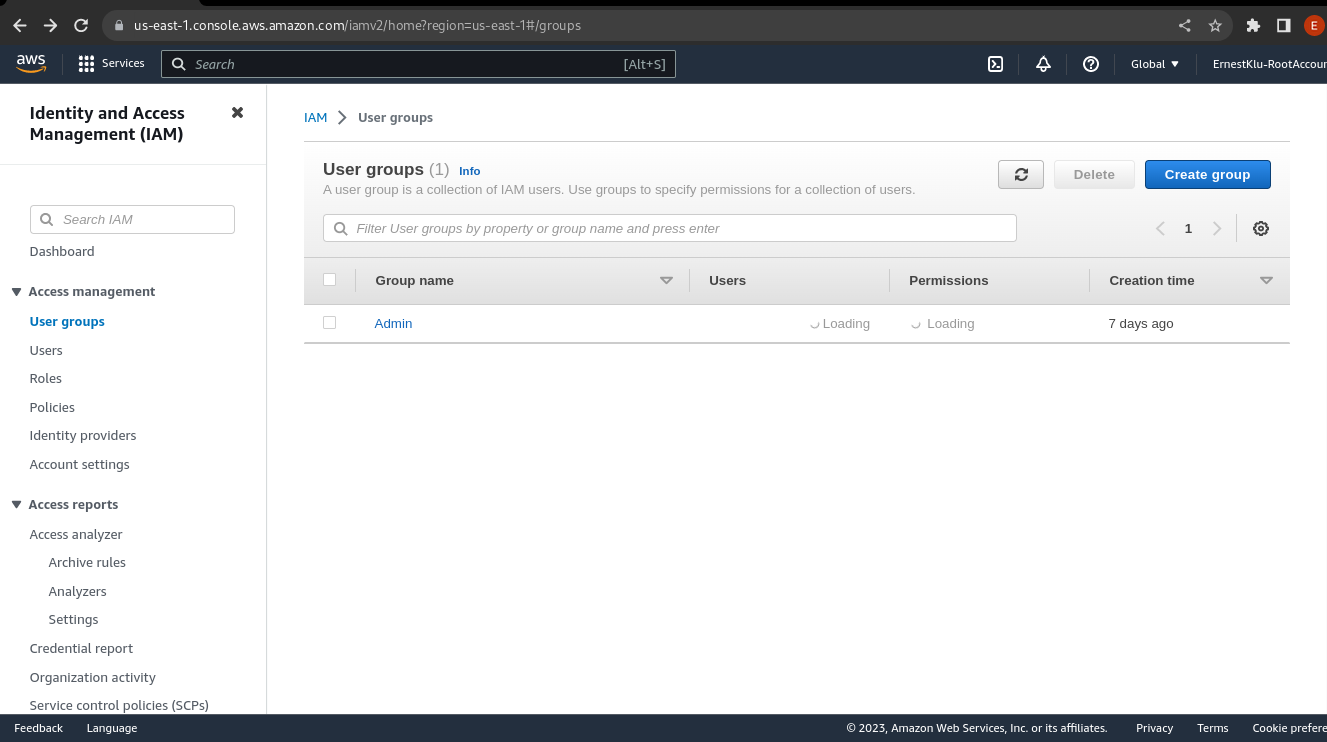 us-east-1.console.aws.amazon.com/iamv2/home?region=us-east-1#/groups
E
aws
Services
Search
[Alt+S]
Global
ErnestKlu-RootAccour
Identity and Access
Management (IAM)
Search IAM
Dashboard
Access management
User groups
Users
Roles
Policies
Identity providers
Account settings
Access reports
Access analyzer
Archive rules
Analyzers
Settings
Credential report
Organization activity
Service control policies (SCPs)
IAM User groups
User groups (1) Info
A user group is a collection of IAM users. Use groups to specify permissions for a collection of users.
Delete
Create group
Filter User groups by property or group name and press enter
1
Group name Users Permissions Creation time
Admin Loading Loading 7 days ago
Feedback Language © 2023, Amazon Web Services, Inc. or its affiliates. Privacy Terms Cookie prefere